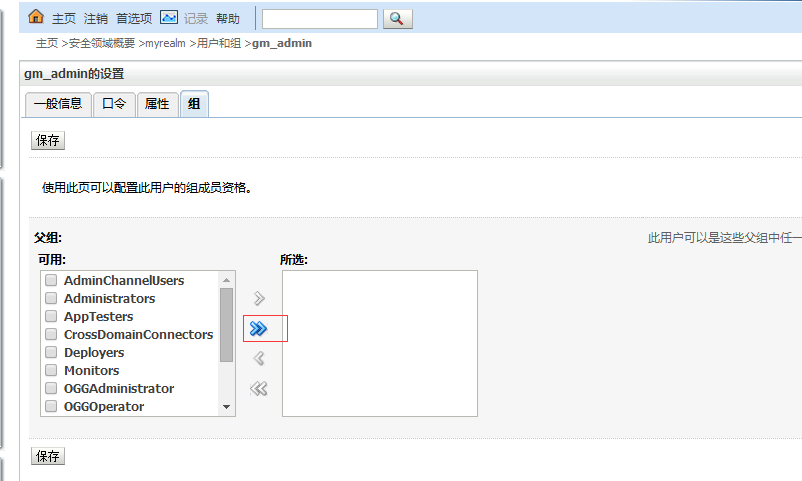 主页 注销 首选项 记录 帮助
主页 >安全领域概要 >myrealm >用户和组 >gm_admin
gm_admin的设置
一般信息 口令 属性 组
保存
使用此页可以配置此用户的组成员资格。
父组: 此用户可以是这些父组中任一
可用: 所选:
AdminChannelUsers
Administrators
AppTesters
CrossDomainConnectors
Deployers
Monitors
OGGAdministrator
OGGOperator
保存